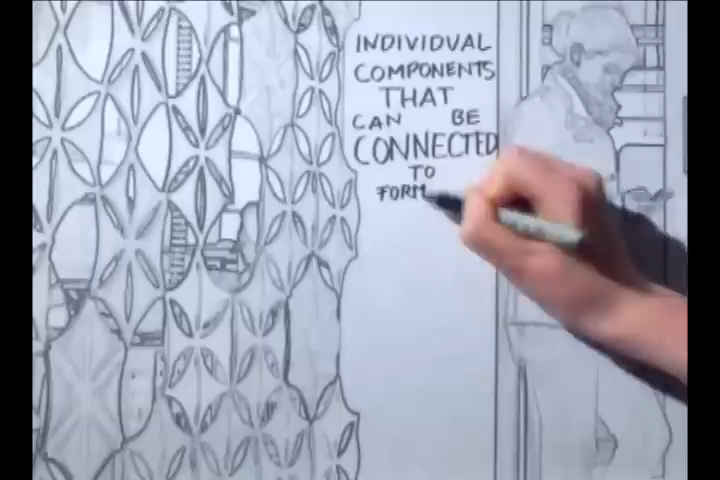 INDIVIDUAL
COMPONENTS
THAT
CAN BE
CONNECTED
TO
FORM